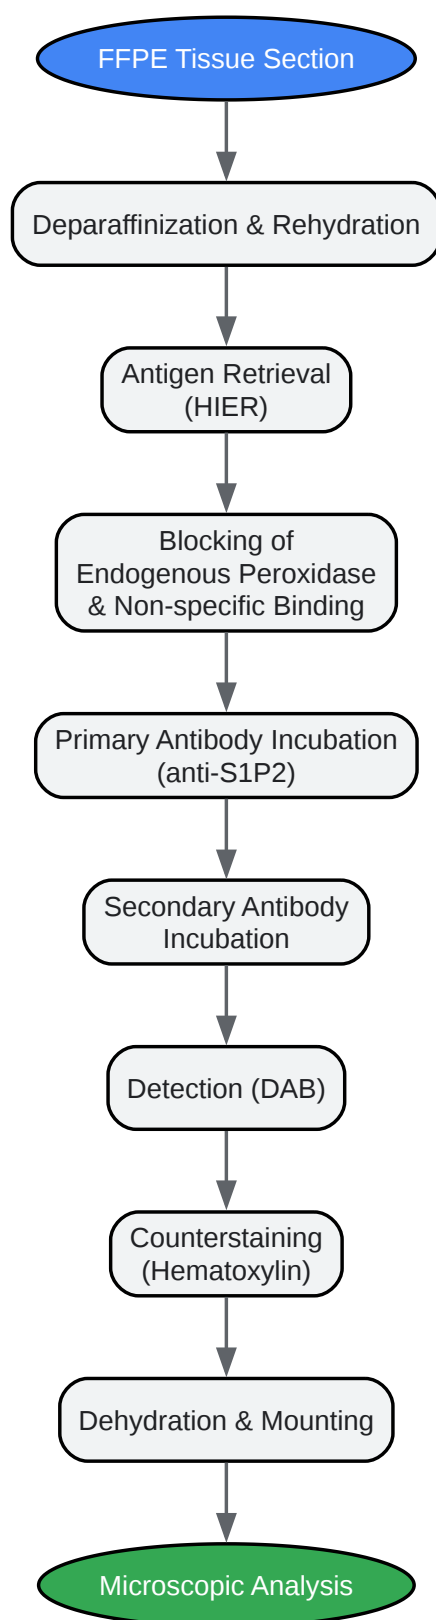 FFPE Tissue Section
Deparaffinization & Rehydration
Antigen Retrieval
(HIER)
Blocking of
Endogenous Peroxidase
& Non-specific Binding
Primary Antibody Incubation
(anti-S1P2)
Secondary Antibody
Incubation
Detection (DAB)
Counterstaining
(Hematoxylin)
Dehydration & Mounting
Microscopic Analysis